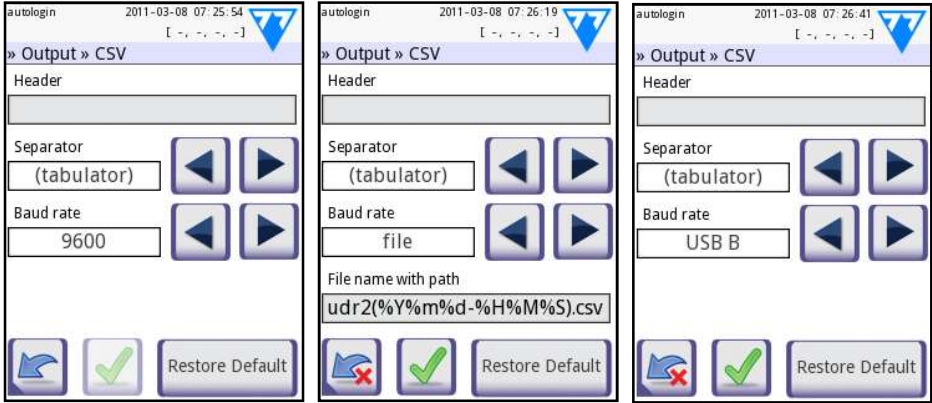 autologin 2011-03-08 07:25:54
[ -, -, -, -]
» Output » CSV
Header
Separator
(tabulator)
Baud rate
9600
Restore Default
autologin 2011-03-08 07:26:19
[ -, -, -, -]
» Output » CSV
Header
Separator
(tabulator)
Baud rate
file
File name with path
udr2(%Y%m%d-%H%M%S).csv
Restore Default
autologin 2011-03-08 07:26:41
[ -, -, -, -]
» Output » CSV
Header
Separator
(tabulator)
Baud rate
USB B
Restore Default